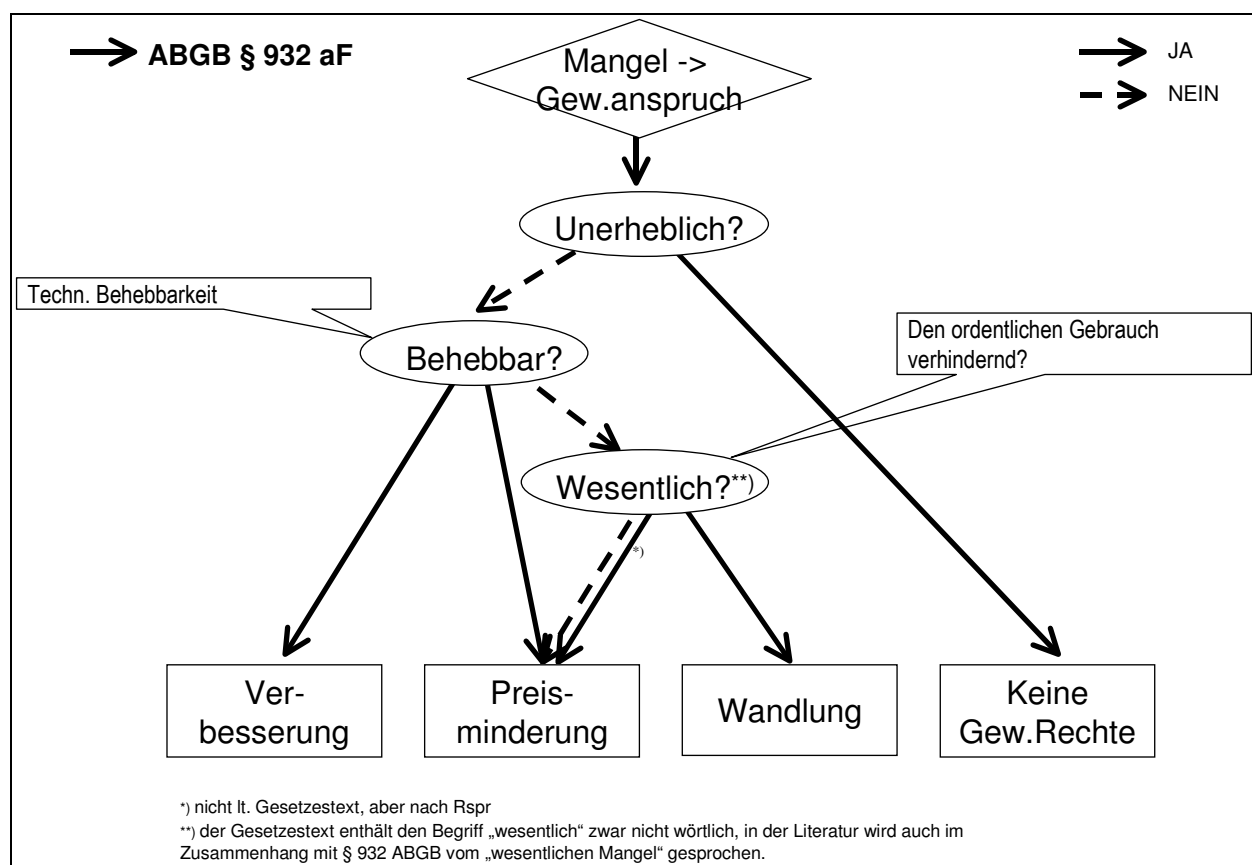 ABGB § 932 aF
Mangel ->
Gew.anspruch
JA
NEIN
Unerheblich?
Techn. Behebbarkeit
Den ordentlichen Gebrauch
verhindernd?
Behebbar?
Wesentlich?**)
*)
Ver-
besserung
Preis-
minderung
Wandlung
Keine
Gew.Rechte
*) nicht lt. Gesetzestext, aber nach Rspr
**) der Gesetzestext enthält den Begriff „wesentlich“ zwar nicht wörtlich, in der Literatur wird auch im
Zusammenhang mit § 932 ABGB vom „wesentlichen Mangel“ gesprochen.